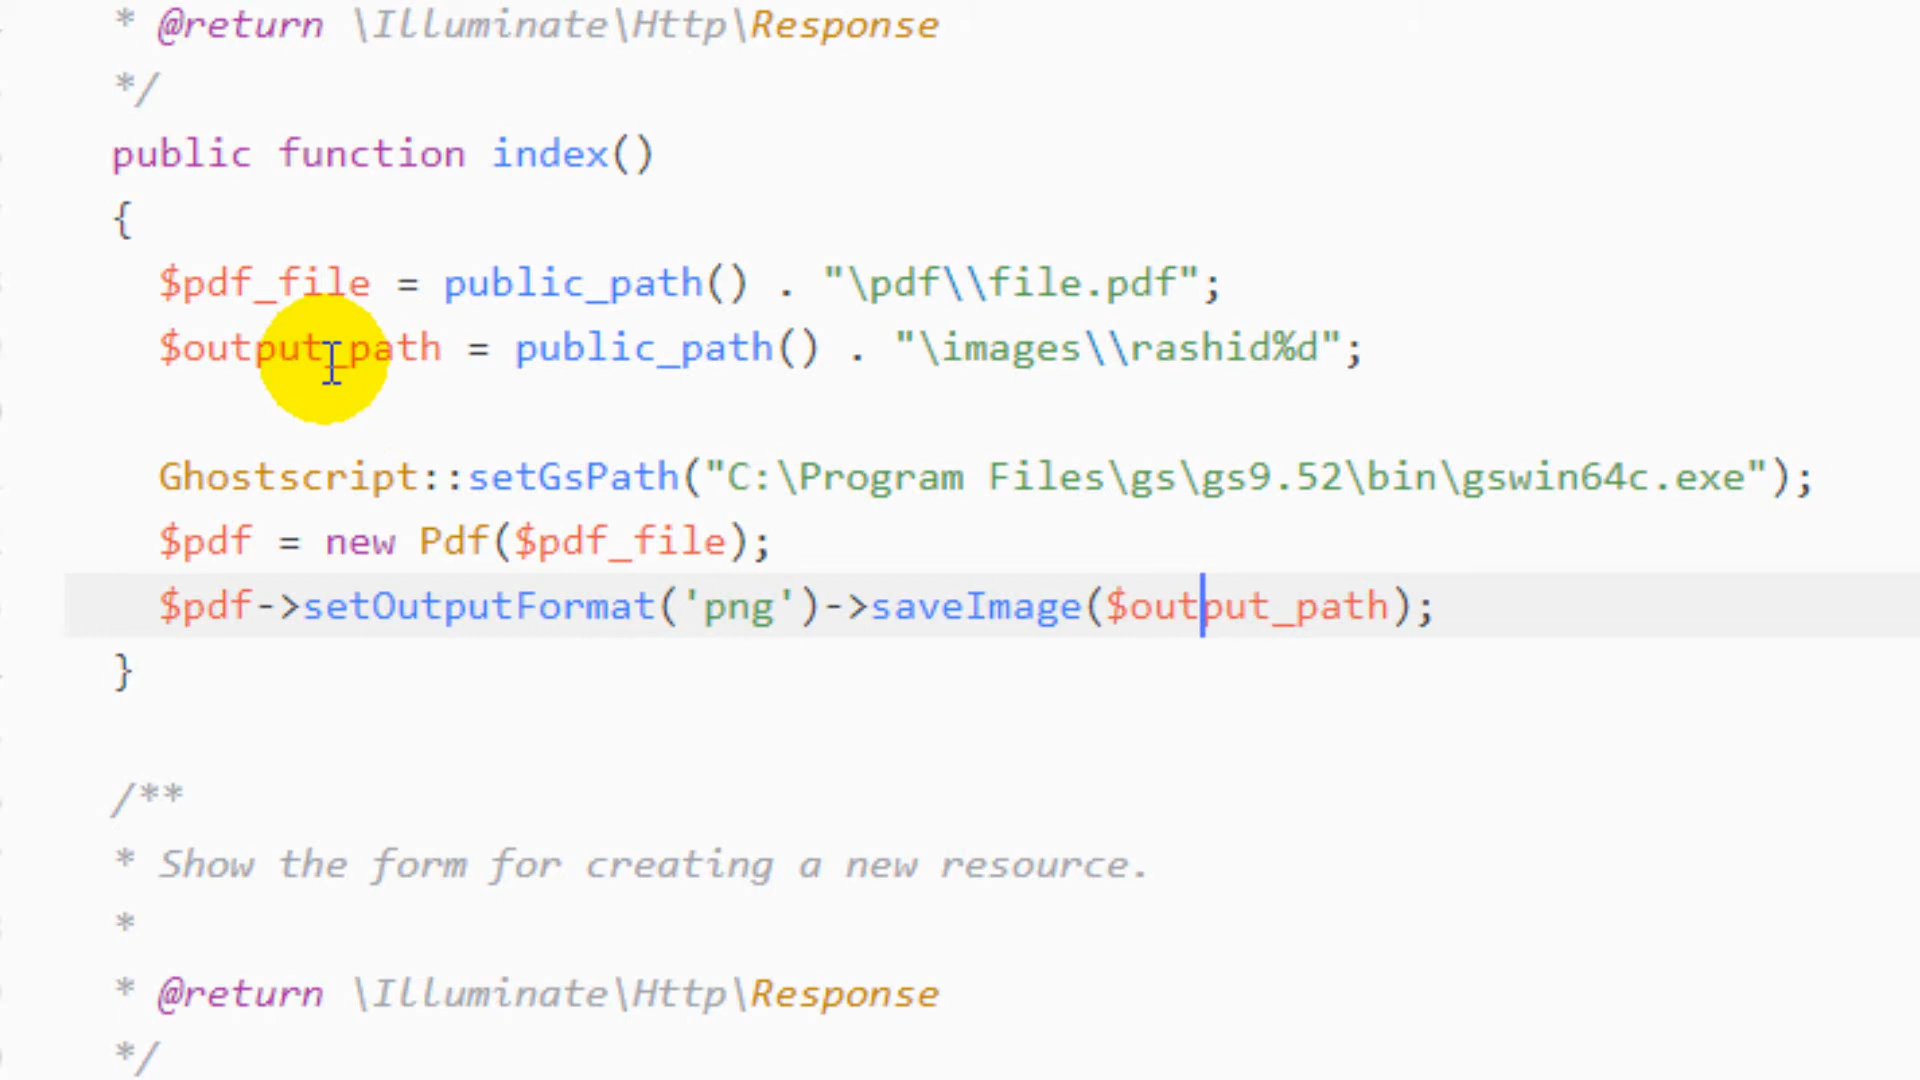 * @return \Illuminate\Http\Response
*/
public function index()
{
$pdf_file = public_path() . "\pdf\\file.pdf";
$output_path = public_path() . "\images\\rashid%d";
Ghostscript::setGsPath("C:\Program Files\gs\gs9.52\bin\gswin64c.exe");
$pdf = new Pdf($pdf_file);
$pdf->setOutputFormat('png')->saveImage($output_path);
}
/**
* Show the form for creating a new resource.
*
* @return \Illuminate\Http\Response
*/